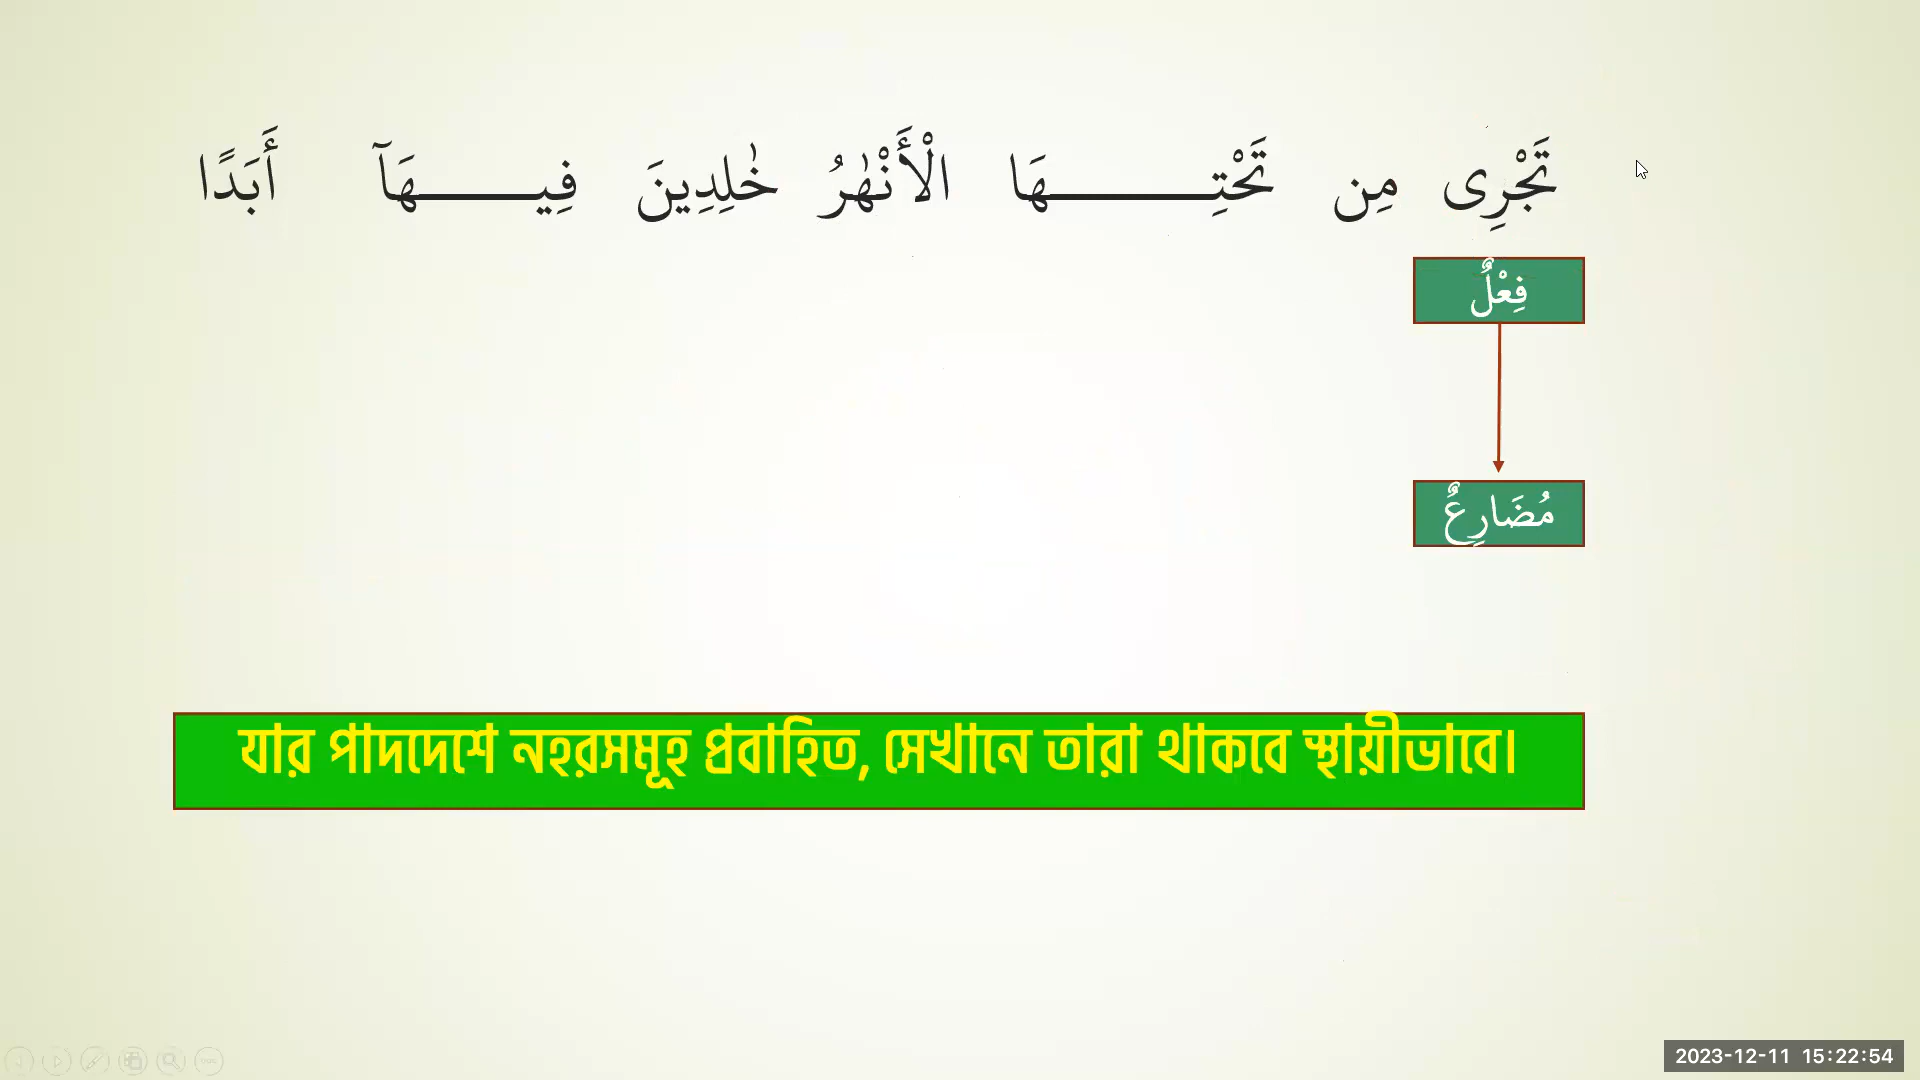 تَجْرِى مِن تَحْتِهَا الْأَنْهٰرُ خٰلِدِينَ فِيهَآ أَبَدًا
فِعْلٌ
مُضَارِعٌ
যার পাদদেশে নহরসমূহ প্রবাহিত, সেখানে তারা থাকবে স্থায়ীভাবে।
2023-12-11 15:22:54